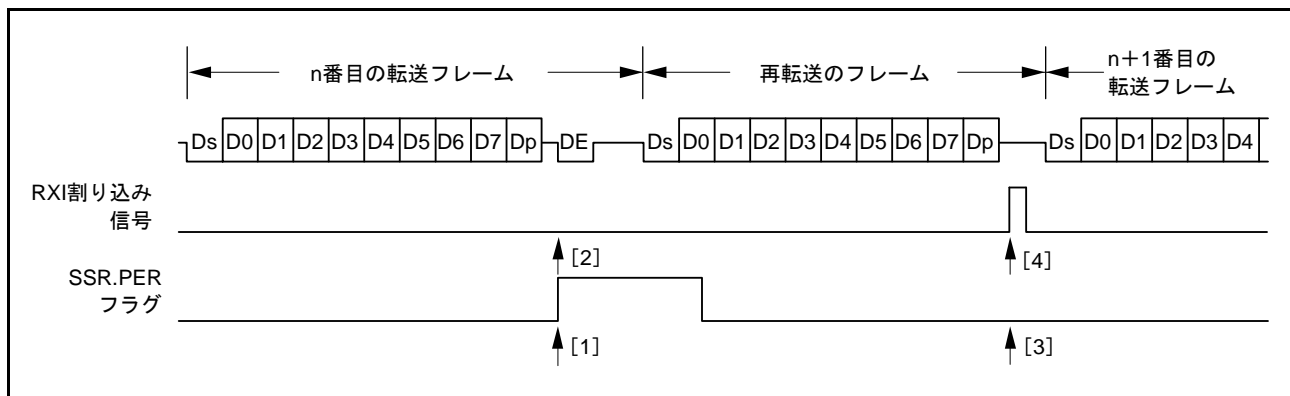 n番目の転送フレーム
再転送のフレーム
n+1番目の
転送フレーム
Ds D0 D1 D2 D3 D4 D5 D6 D7 Dp DE Ds D0 D1 D2 D3 D4 D5 D6 D7 Dp Ds D0 D1 D2 D3 D4
RXI割り込み
信号
[2] [4]
SSR.PER
フラグ
[1] [3]